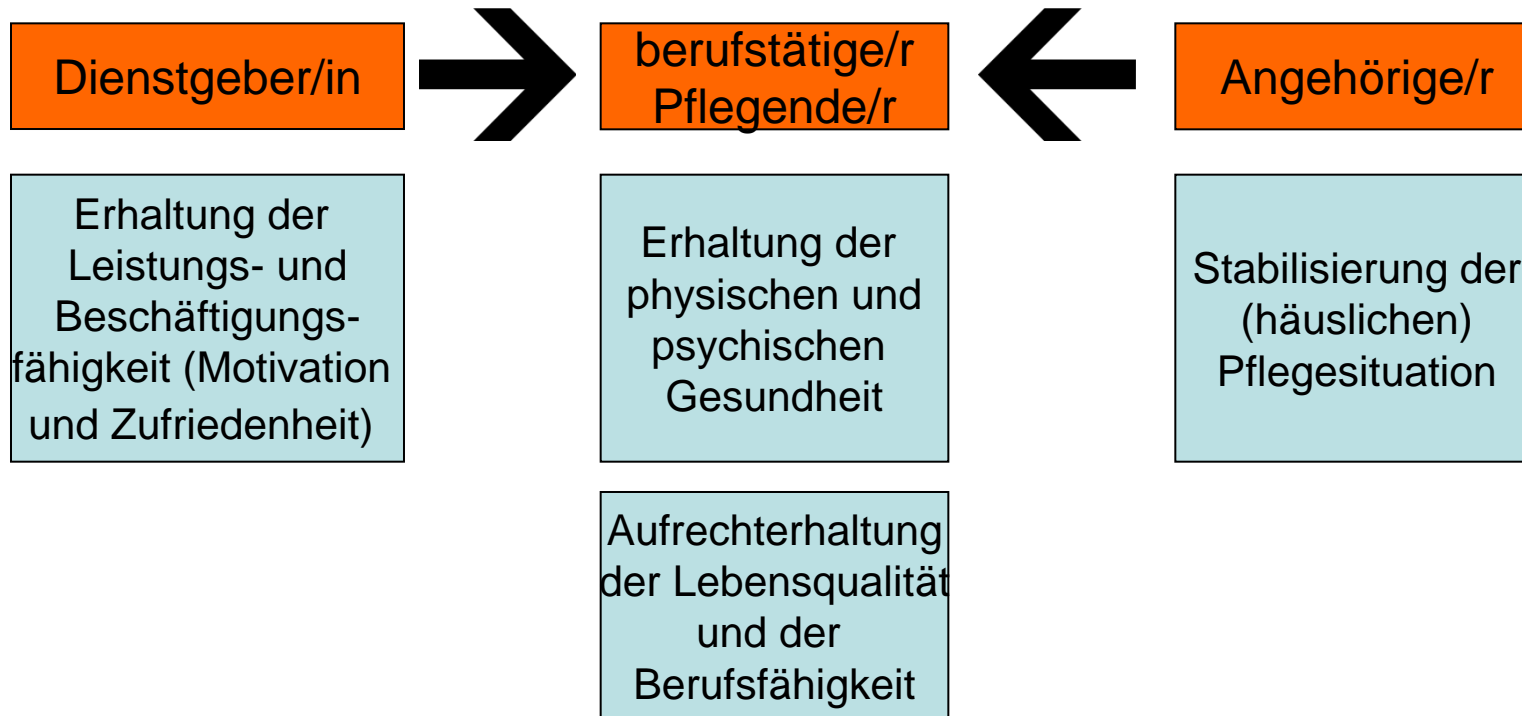 Dienstgeber/in
berufstätige/r
Pflegende/r
Angehörige/r
Erhaltung der
Leistungs- und
Beschäftigungs-
fähigkeit (Motivation
und Zufriedenheit)
Erhaltung der
physischen und
psychischen
Gesundheit
Stabilisierung der
(häuslichen)
Pflegesituation
Aufrechterhaltung
der Lebensqualität
und der
Berufsfähigkeit